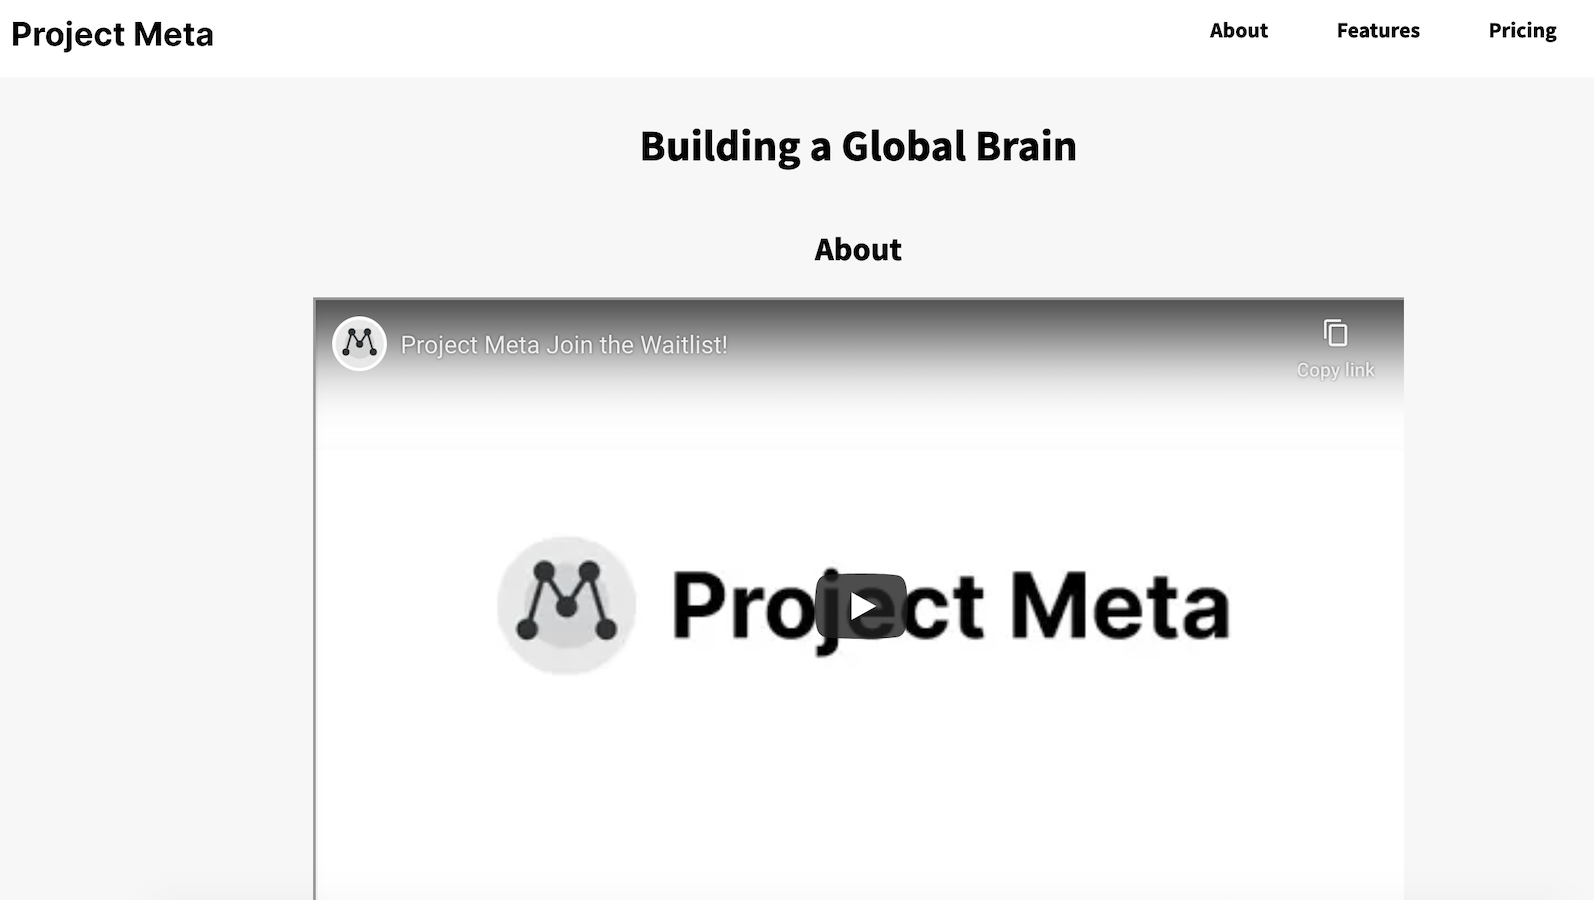 Project Meta
About
Features
Pricing
Building a Global Brain
About
Project Meta Join the Waitlist!
Copy link
Project Meta